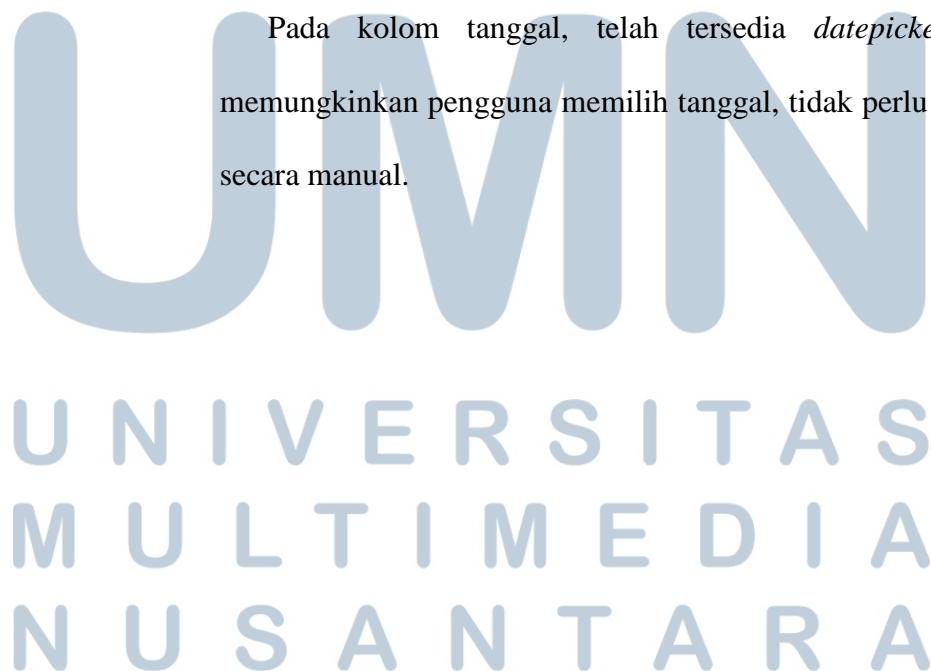 Pada kolom tanggal, telah tersedia datepicke
memungkinkan pengguna memilih tanggal, tidak perlu
secara manual.
UMN
UNIVERSITAS
MULTIMEDIA
NUSANTARA